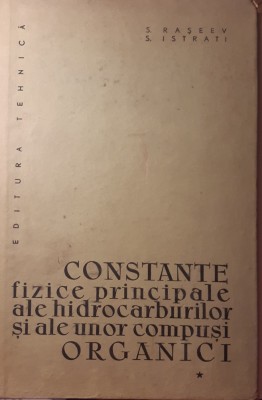 S. RAȘEEV
S. ISTRATI
EDITURA TEHNICĂ
CONSTANTE
fizice principale
ale hidrocarburilor
și ale unor compuși
ORGANICI
*